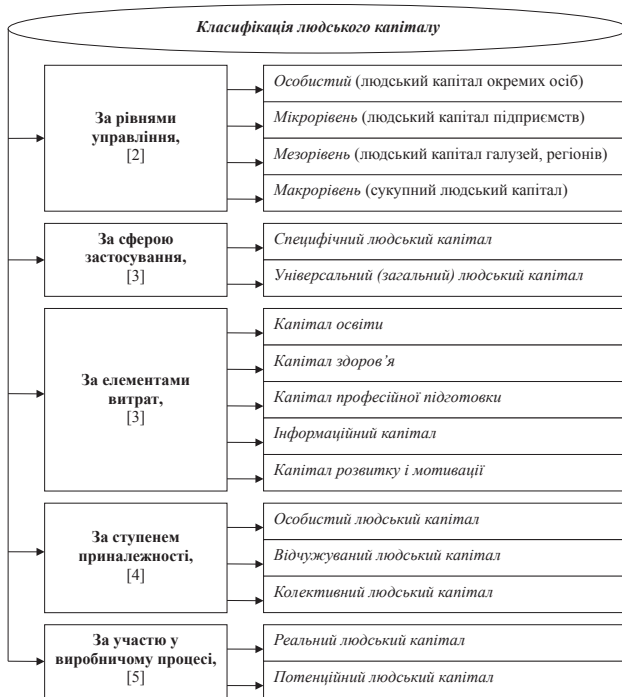 Класифікація людського капіталу
За рівнями
управління,
[2]
Особистий (людський капітал окремих осіб)
Мікрорівень (людський капітал підприємств)
Мезорівень (людський капітал галузей, регіонів)
Макрорівень (сукупний людський капітал)
За сферою
застосування,
[3]
Специфічний людський капітал
Універсальний (загальний) людський капітал
За елементами
витрат,
[3]
Капітал освіти
Капітал здоров’я
Капітал професійної підготовки
Інформаційний капітал
Капітал розвитку і мотивації
За ступенем
приналежності,
[4]
Особистий людський капітал
Відчужуваний людський капітал
Колективний людський капітал
За участю у
виробничому процесі,
[5]
Реальний людський капітал
Потенційний людський капітал